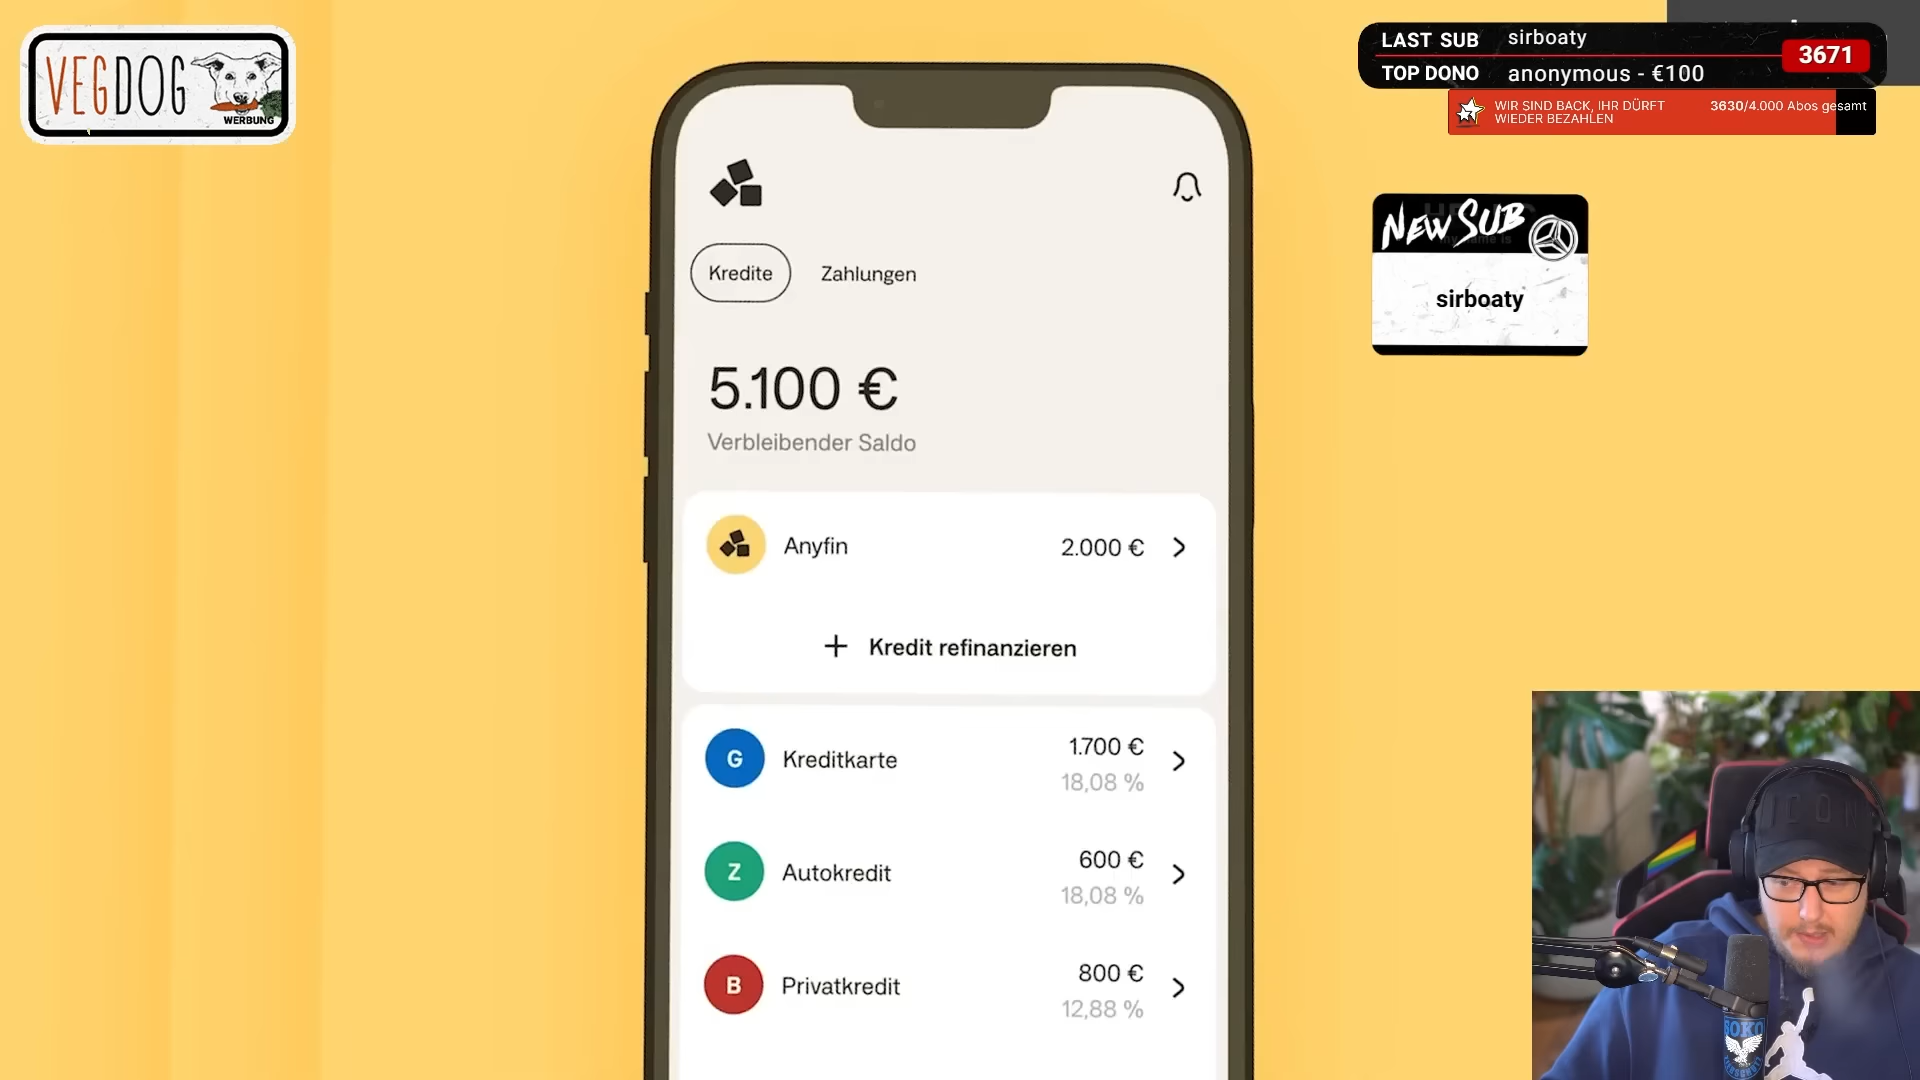 VEGDOG
WERBUNG
LAST SUB sirboaty
TOP DONO anonymous - €100
3671
WIR SIND BACK, IHR DÜRFT
WIEDER BEZAHLEN
3630/4.000 Abos gesamt
NEW SUB
sirboaty
Kredite
Zahlungen
5.100 €
Verbleibender Saldo
Anyfin
2.000 €
+ Kredit refinanzieren
G
Kreditkarte
1.700 €
18,08 %
Z
Autokredit
600 €
18,08 %
B
Privatkredit
800 €
12,88 %
ICON
SOKO